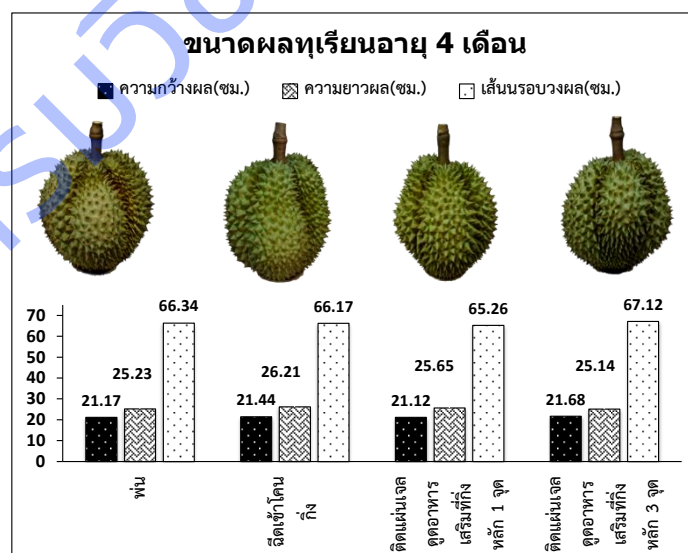 ขนาดผลทุเรียนอายุ 4 เดือน
ความกว้างผล(ซม.) ความยาวผล(ซม.) เส้นนรอบวงผล(ซม.)
70
60
50
40
30
20
10
0
21.17 25.23 66.34
21.44 26.21 66.17
21.12 25.65 65.26
21.68 25.14 67.12
พ่น
ฉีดเข้าโคน
กิ่ง
ติดแผ่นเจล
ดูดอาหาร
เสริมที่กิ่ง
หลัก 1 จุด
ติดแผ่นเจล
ดูดอาหาร
เสริมที่กิ่ง
หลัก 3 จุด